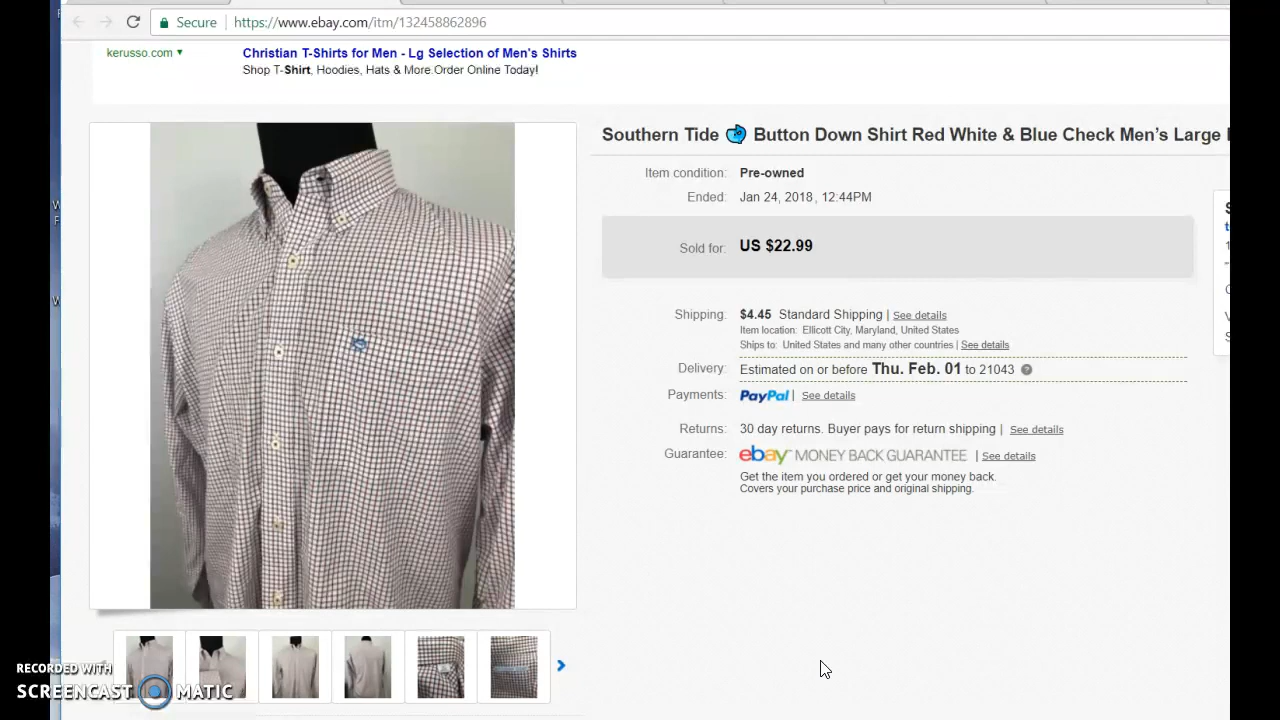 Secure https://www.ebay.com/itm/132458862896
kerusso.com
Christian T-Shirts for Men - Lg Selection of Men's Shirts
Shop T-Shirt, Hoodies, Hats & More.Order Online Today!
Southern Tide Button Down Shirt Red White & Blue Check Men's Large
Item condition: Pre-owned
Ended: Jan 24, 2018 , 12:44PM
Sold for: US $22.99
Shipping: $4.45 Standard Shipping | See details
Item location: Ellicott City, Maryland, United States
Ships to: United States and many other countries | See details
Delivery: Estimated on or before Thu. Feb. 01 to 21043
Payments: PayPal | See details
Returns: 30 day returns. Buyer pays for return shipping | See details
Guarantee: ebay MONEY BACK GUARANTEE | See details
Get the item you ordered or get your money back.
Covers your purchase price and original shipping.
RECORDED WITH
SCREENCAST MATIC